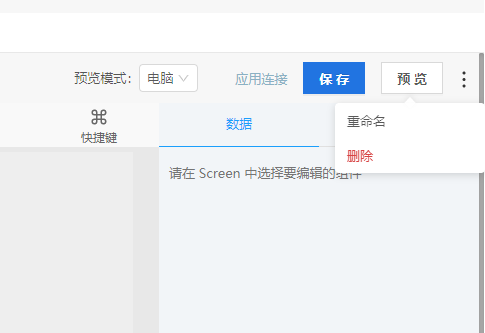 预览模式: 电脑 应用连接 保存 预览
快捷键
数据
重命名
删除
请在 Screen 中选择要编辑的组件